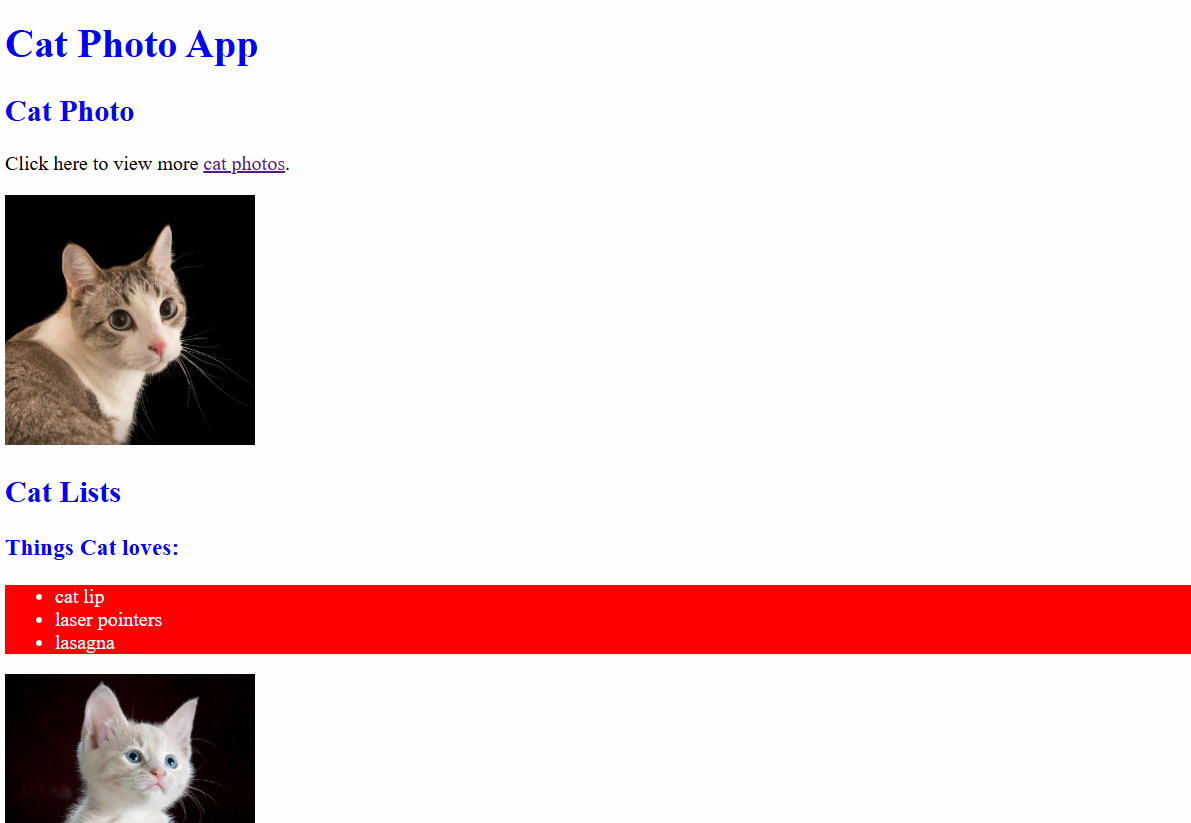 Cat Photo App
Cat Photo
Click here to view more cat photos.
Cat Lists
Things Cat loves:
cat lip
laser pointers
lasagna